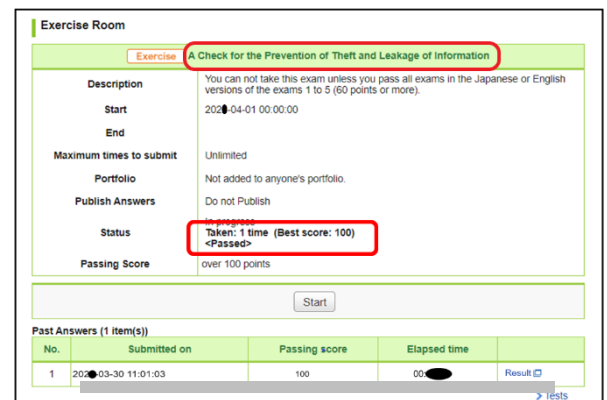 Exercise Room
Exercise A Check for the Prevention of Theft and Leakage of Information
Description You can not take this exam unless you pass all exams in the Japanese or English
versions of the exams 1 to 5 (60 points or more).
Start 202 -04-01 00:00:00
End
Maximum times to submit Unlimited
Portfolio Not added to anyone's portfolio.
Publish Answers Do not Publish
In progress
Status Taken: 1 time (Best score: 100)
<Passed>
Passing Score over 100 points
Start
Past Answers (1 item(s))
No. Submitted on Passing score Elapsed time
1 202 -03-30 11:01:03 100 00: Result
> Tests